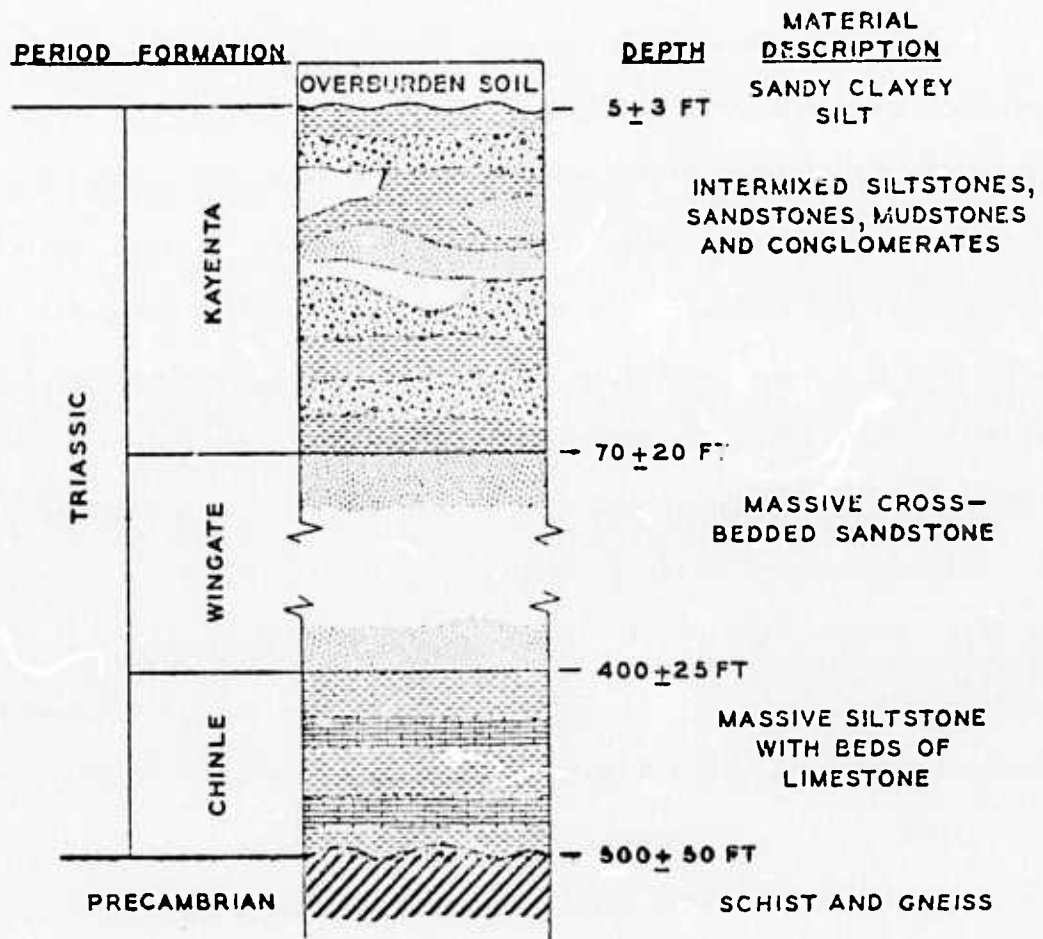 MATERIAL
PERIOD FORMATION DEPTH DESCRIPTION
OVERBURDEN SOIL
SANDY CLAYEY
SILT
5±3 FT
INTERMIXED SILTSTONES,
SANDSTONES, MUDSTONES
AND CONGLOMERATES
KAYENTA
70±20 FT
TRIASSIC
MASSIVE CROSS-
BEDDED SANDSTONE
WINGATE
400±25 FT
MASSIVE SILTSTONE
WITH BEDS OF
LIMESTONE
CHINLE
500±50 FT
PRECAMBRIAN
SCHIST AND GNEISS